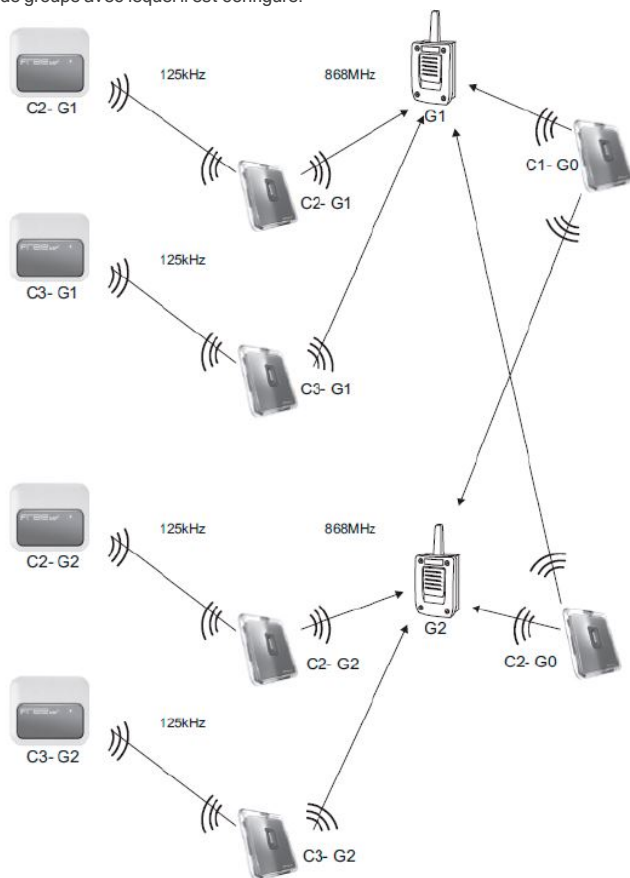 de groupe avec lequel il est configuré.
125kHz
868MHz
C2- G1
G1
C1- G0
C2- G1
125kHz
C3- G1
C3- G1
125kHz
868MHz
C2- G2
G2
C2- G2
C2- G0
125kHz
C3- G2
C3- G2